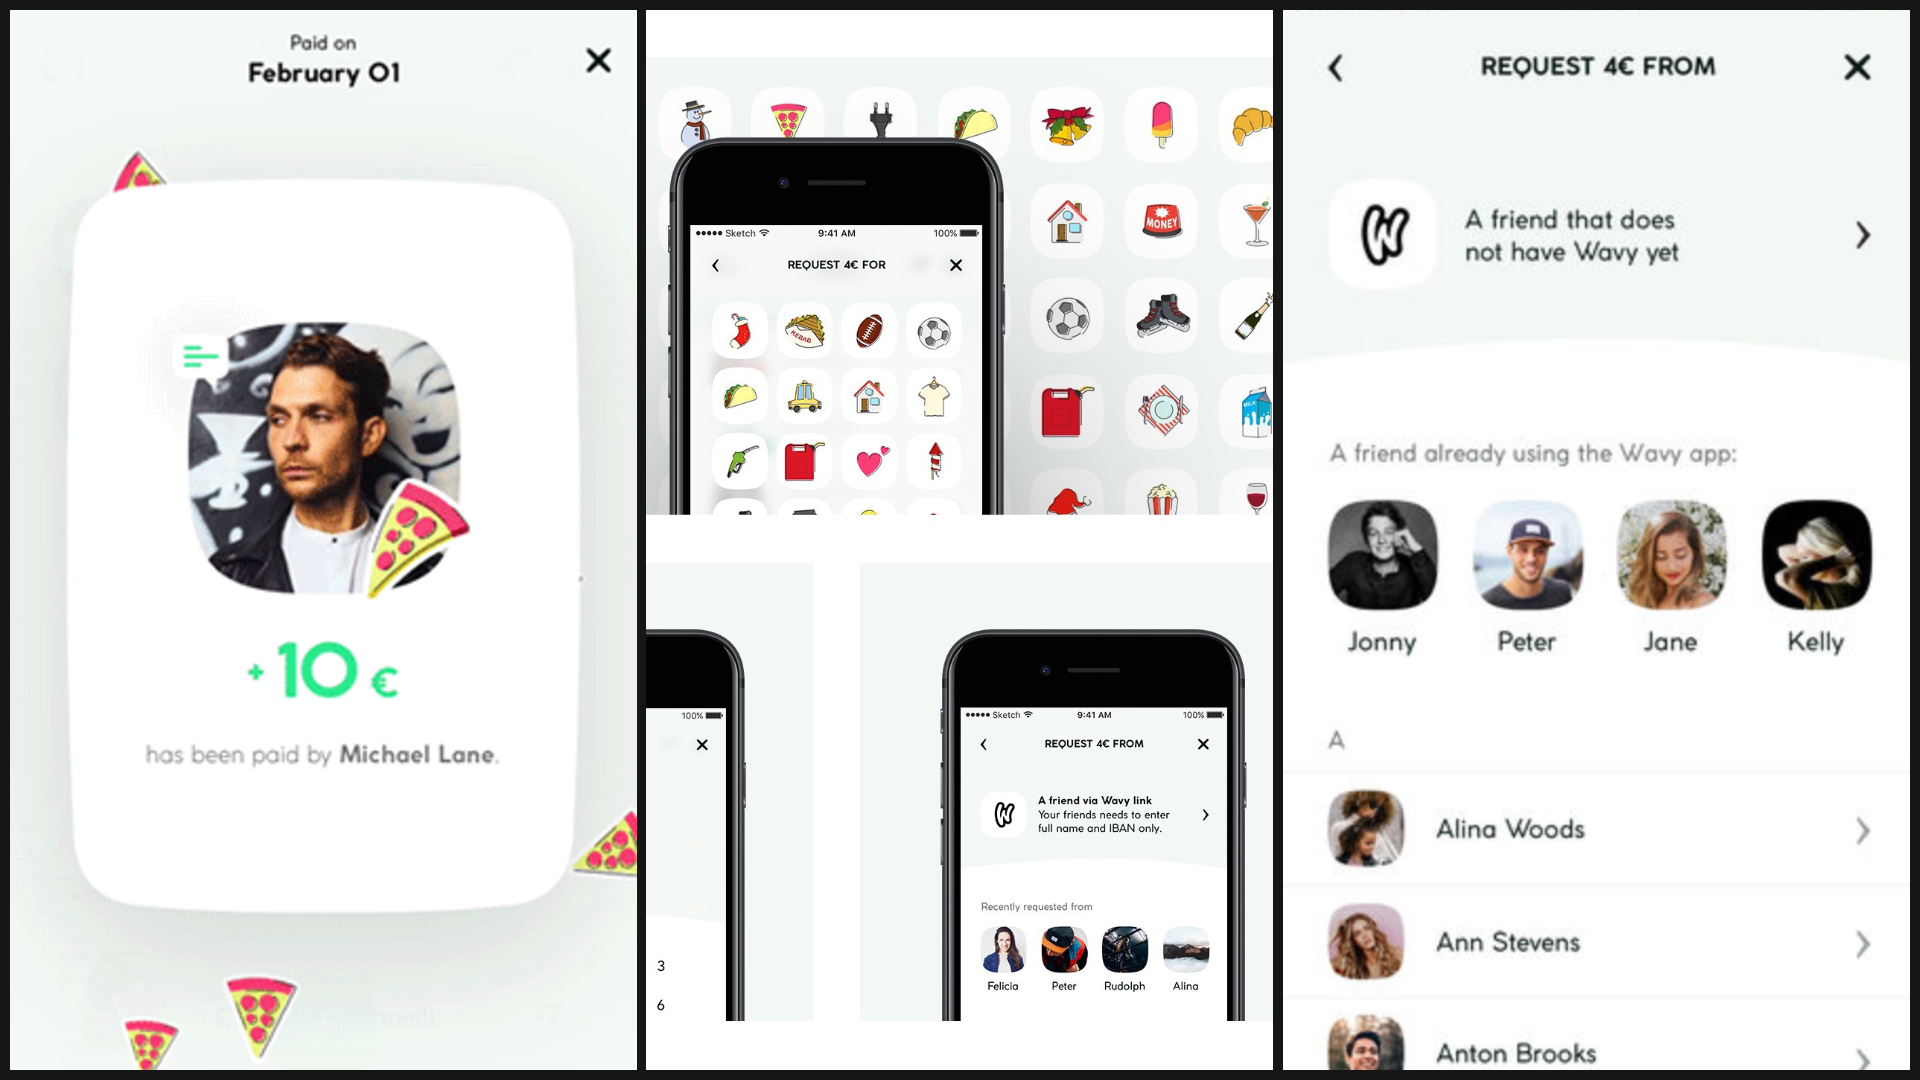 Paid on
February 01
+10 €
has been paid by Michael Lane.
MONEY
MILK
Sketch 9:41 AM 100%
REQUEST 4€ FOR
KEBAB
100%
3
6
Sketch 9:41 AM 100%
REQUEST 4€ FROM
A friend via Wavy link
Your friends needs to enter
full name and IBAN only.
Recently requested from
Felicia Peter Rudolph Alina
REQUEST 4€ FROM
A friend that does
not have Wavy yet
A friend already using the Wavy app:
Jonny Peter Jane Kelly
A
Alina Woods
Ann Stevens
Anton Brooks